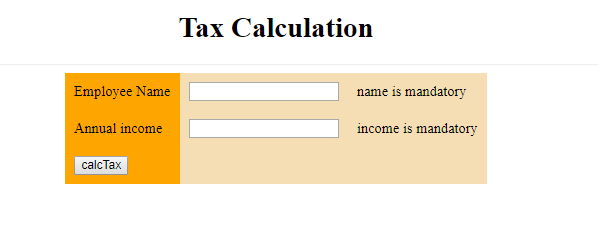 Tax Calculation
Employee Name name is mandatory
Annual income income is mandatory
calcTax